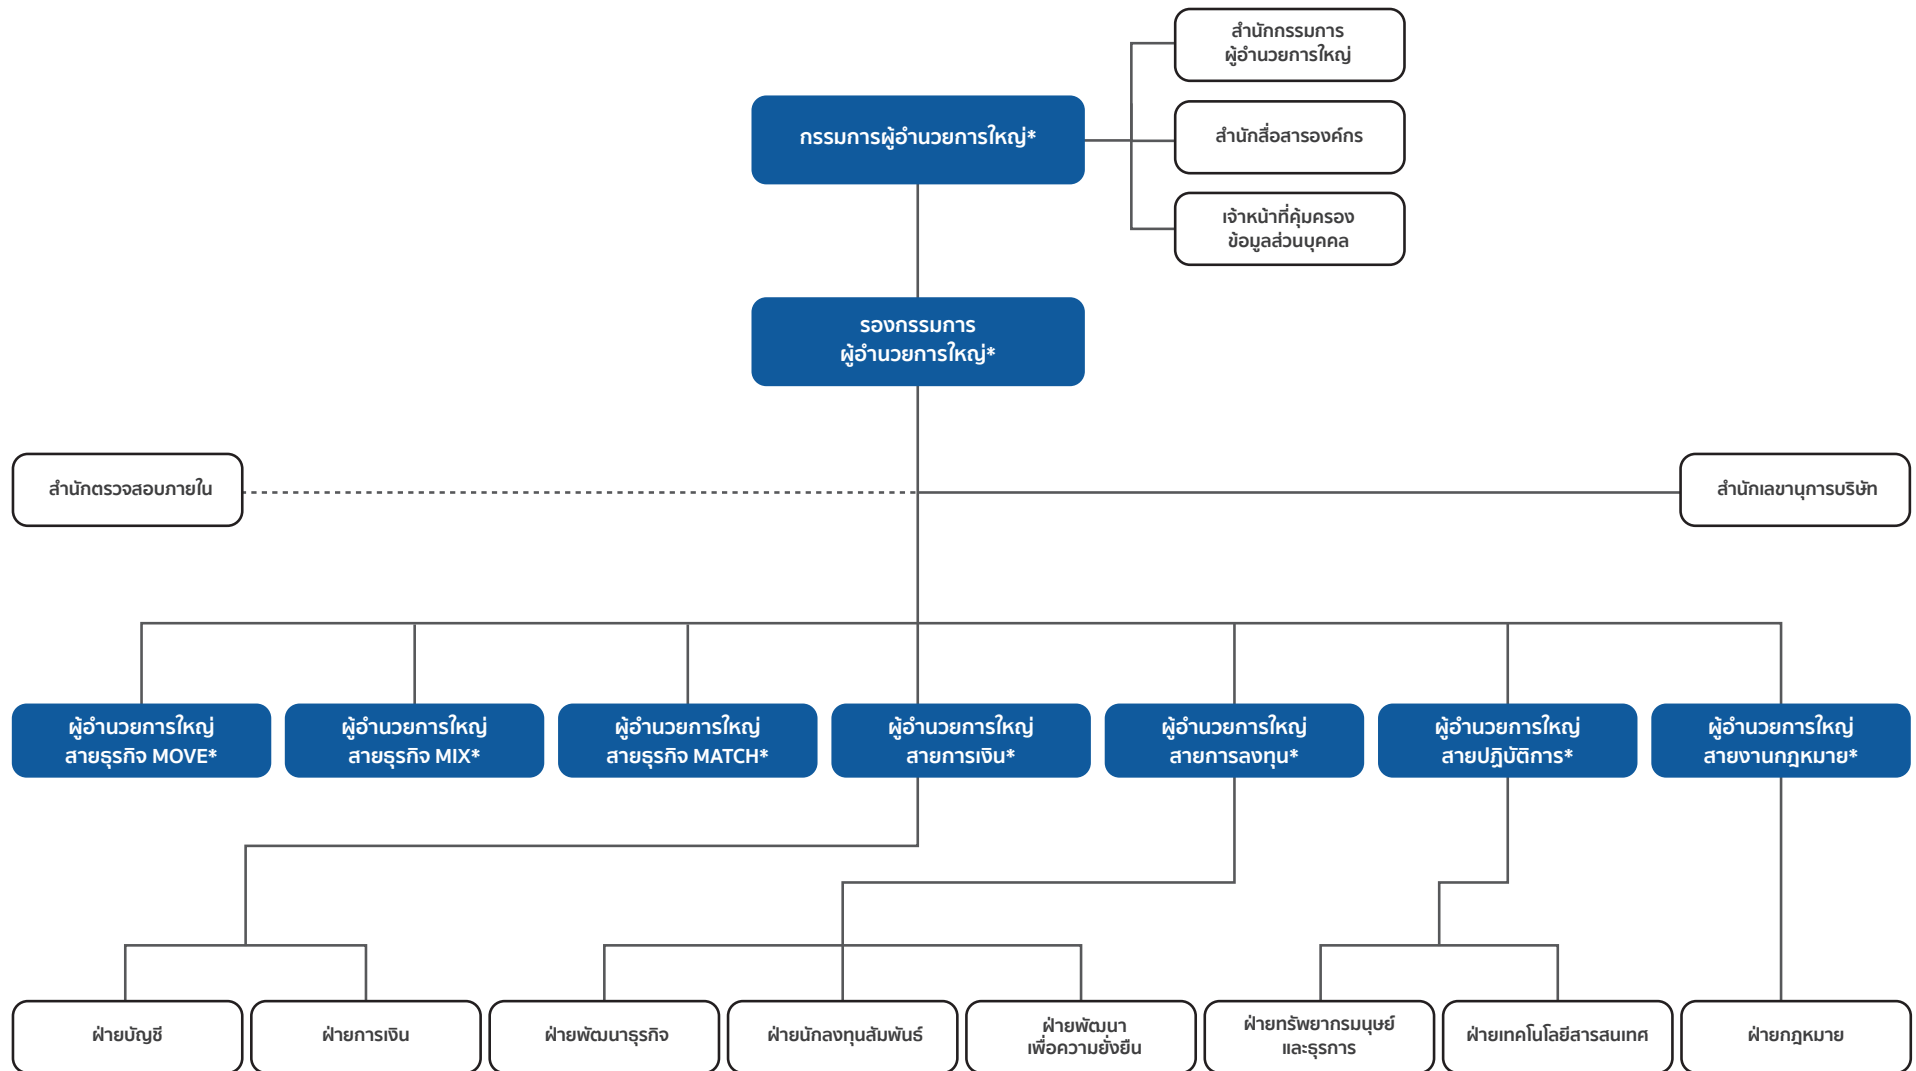 สำนักกรรมการ
ผู้อำนวยการใหญ่
กรรมการผู้อำนวยการใหญ่*
สำนักสื่อสารองค์กร
เจ้าหน้าที่คุ้มครอง
ข้อมูลส่วนบุคคล
รองกรรมการ
ผู้อำนวยการใหญ่*
สำนักตรวจสอบภายใน
สำนักเลขานุการบริษัท
ผู้อำนวยการใหญ่
สายธุรกิจ MOVE*
ผู้อำนวยการใหญ่
สายธุรกิจ MIX*
ผู้อำนวยการใหญ่
สายธุรกิจ MATCH*
ผู้อำนวยการใหญ่
สายการเงิน*
ผู้อำนวยการใหญ่
สายการลงทุน*
ผู้อำนวยการใหญ่
สายปฏิบัติการ*
ผู้อำนวยการใหญ่
สายงานกฎหมาย*
ฝ่ายบัญชี
ฝ่ายการเงิน
ฝ่ายพัฒนาธุรกิจ
ฝ่ายนักลงทุนสัมพันธ์
ฝ่ายพัฒนา
เพื่อความยั่งยืน
ฝ่ายทรัพยากรมนุษย์
และธุรการ
ฝ่ายเทคโนโลยีสารสนเทศ
ฝ่ายกฎหมาย